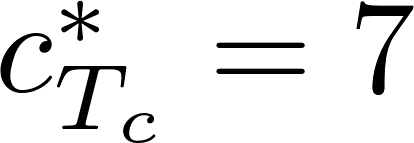 $c^*_{T_c} = 7$